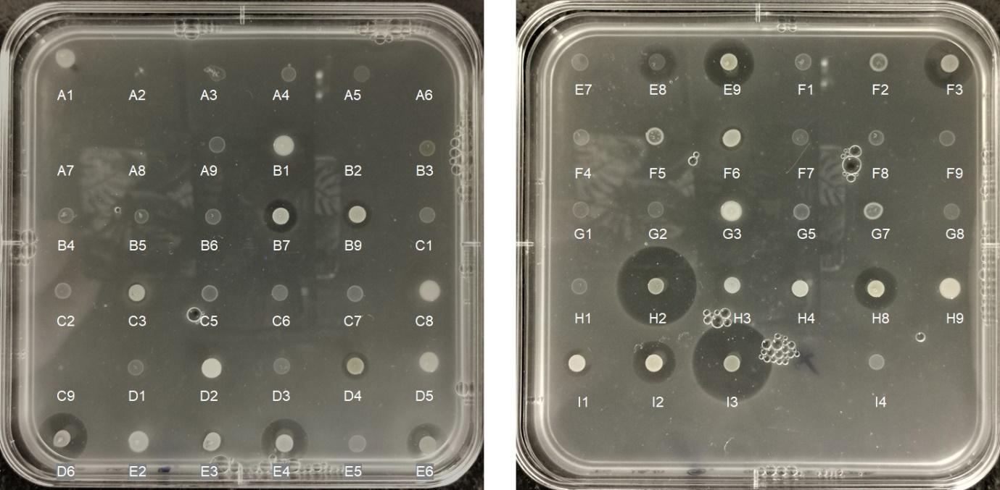 A1 A2 A3 A4 A5 A6
A7 A8 A9 B1 B2 B3
B4 B5 B6 B7 B9 C1
C2 C3 C5 C6 C7 C8
C9 D1 D2 D3 D4 D5
D6 E2 E3 E4 E5 E6
E7 E8 E9 F1 F2 F3
F4 F5 F6 F7 F8 F9
G1 G2 G3 G5 G7 G8
H1 H2 H3 H4 H8 H9
I1 I2 I3 I4